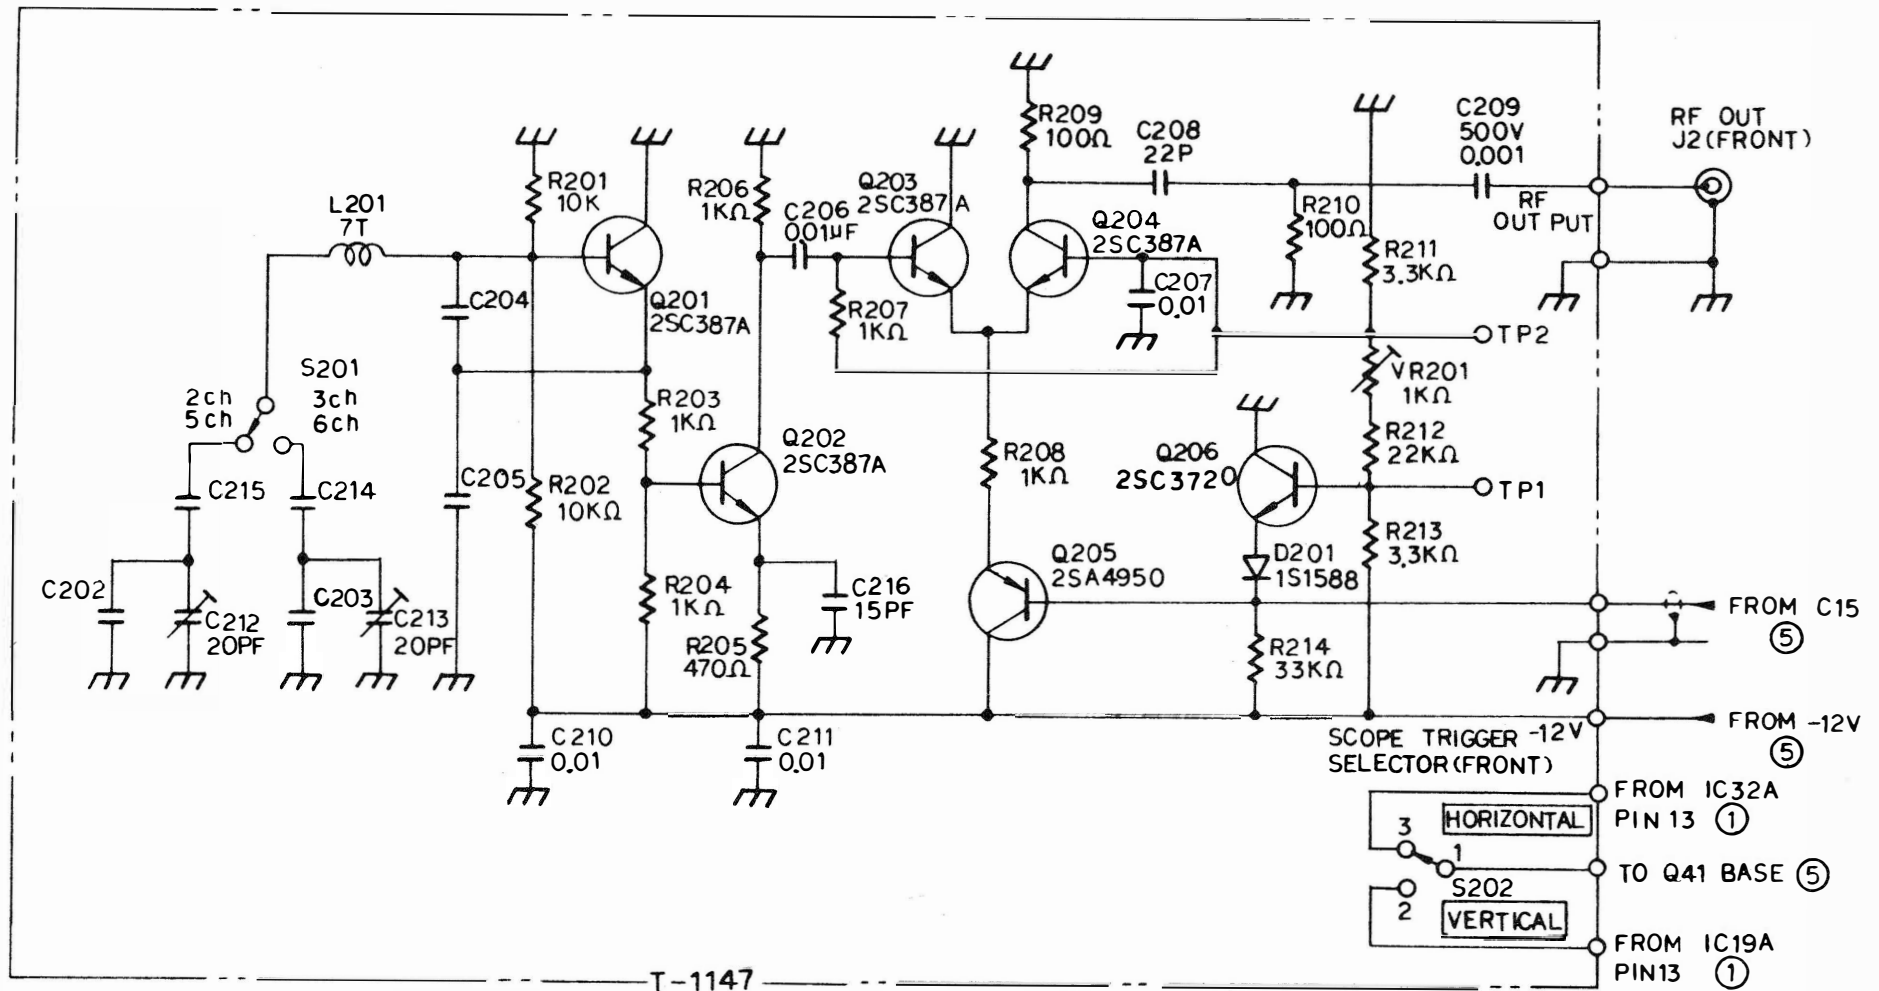 R209
100Ω
C208
22P
C209
500V
0.001
RF OUT
J2(FRONT)
R201
10K
R206
1KΩ
Q203
2SC387A
C206
0.01µF
L201
7T
Q204
2SC387A
R210
100Ω
RF
OUT PUT
R211
3.3KΩ
C204
Q201
2SC387A
R207
1KΩ
C207
0.01
TP2
S201
2ch
5ch
3ch
6ch
R203
1KΩ
VR201
1KΩ
Q202
2SC387A
R208
1KΩ
Q206
2SC3720
R212
22KΩ
TP1
C215
C214
C205
R202
10KΩ
R213
3.3KΩ
Q205
2SA4950
D201
1S1588
C202
C212
20PF
C203
C213
20PF
R204
1KΩ
R205
470Ω
C216
15PF
R214
33KΩ
FROM C15
5
C210
0.01
C211
0.01
-12V
FROM -12V
5
SCOPE TRIGGER
SELECTOR(FRONT)
FROM IC32A
PIN 13 1
3
HORIZONTAL
1
TO Q41 BASE 5
S202
2
VERTICAL
FROM IC19A
PIN13 1
T-1147